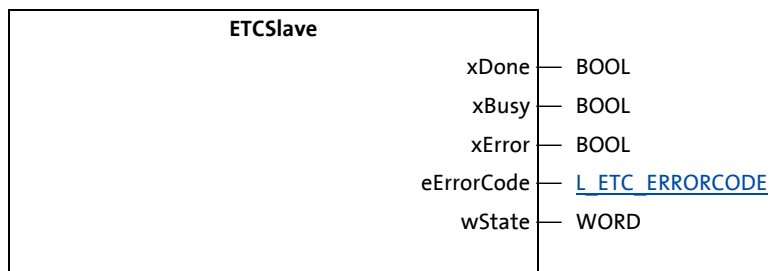 ETCSlave
xDone BOOL
xBusy BOOL
xError BOOL
eErrorCode L_ETC_ERRORCODE
wState WORD